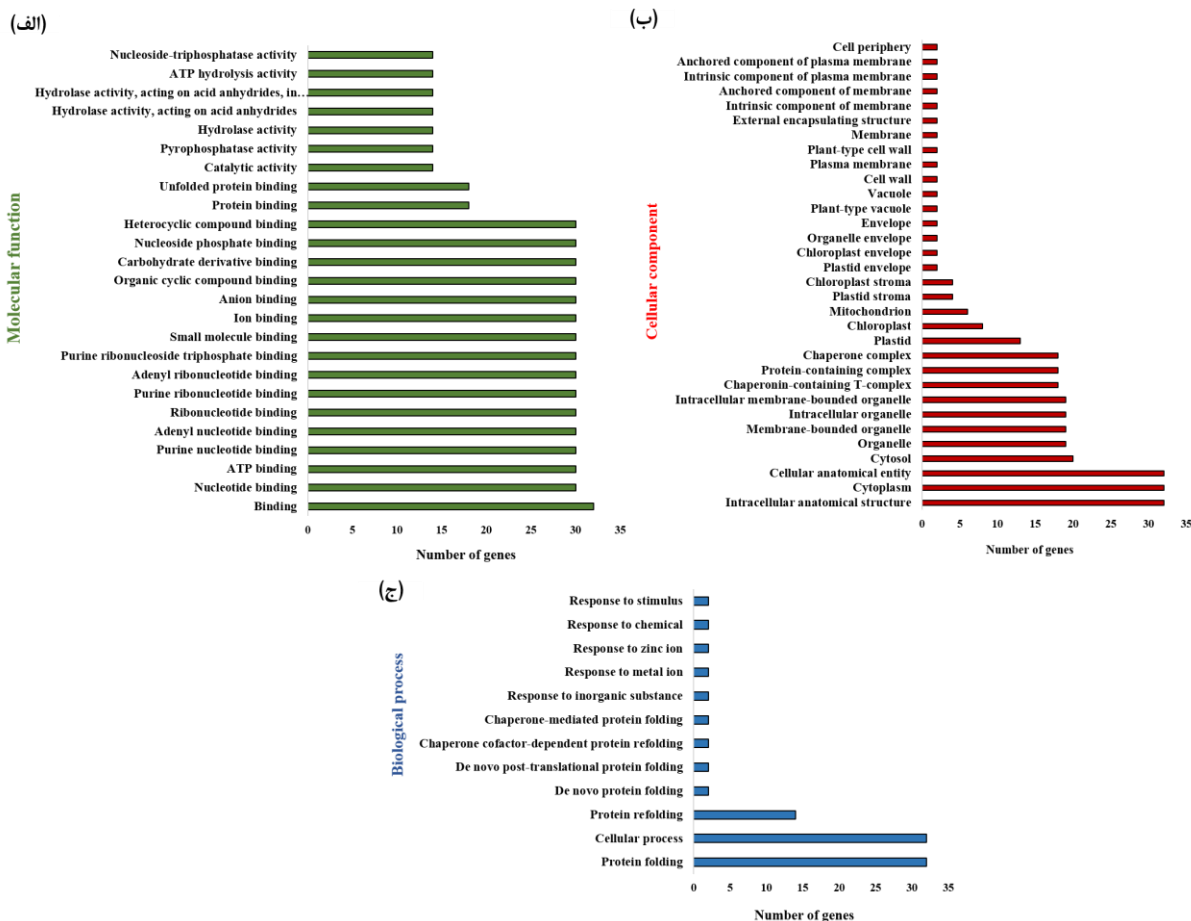 (الف)
Nucleoside-triphosphatase activity
ATP hydrolysis activity
Hydrolase activity, acting on acid anhydrides, in…
Hydrolase activity, acting on acid anhydrides
Hydrolase activity
Pyrophosphatase activity
Catalytic activity
Unfolded protein binding
Protein binding
Heterocyclic compound binding
Nucleoside phosphate binding
Carbohydrate derivative binding
Organic cyclic compound binding
Anion binding
Ion binding
Small molecule binding
Purine ribonucleoside triphosphate binding
Adenyl ribonucleotide binding
Purine ribonucleotide binding
Ribonucleotide binding
Adenyl nucleotide binding
Purine nucleotide binding
ATP binding
Nucleotide binding
Binding
0 5 10 15 20 25 30 35
Number of genes
Molecular function
(ب)
Cell periphery
Anchored component of plasma membrane
Intrinsic component of plasma membrane
Anchored component of membrane
Intrinsic component of membrane
External encapsulating structure
Membrane
Plant-type cell wall
Plasma membrane
Cell wall
Vacuole
Plant-type vacuole
Envelope
Organelle envelope
Chloroplast envelope
Plastid envelope
Chloroplast stroma
Plastid stroma
Mitochondrion
Chloroplast
Plastid
Chaperone complex
Protein-containing complex
Chaperonin-containing T-complex
Intracellular membrane-bounded organelle
Intracellular organelle
Membrane-bounded organelle
Organelle
Cytosol
Cellular anatomical entity
Cytoplasm
Intracellular anatomical structure
0 5 10 15 20 25 30 35
Number of genes
Cellular component
(ج)
Response to stimulus
Response to chemical
Response to zinc ion
Response to metal ion
Response to inorganic substance
Chaperone-mediated protein folding
Chaperone cofactor-dependent protein refolding
De novo post-translational protein folding
De novo protein folding
Protein refolding
Cellular process
Protein folding
0 5 10 15 20 25 30 35
Number of genes
Biological process